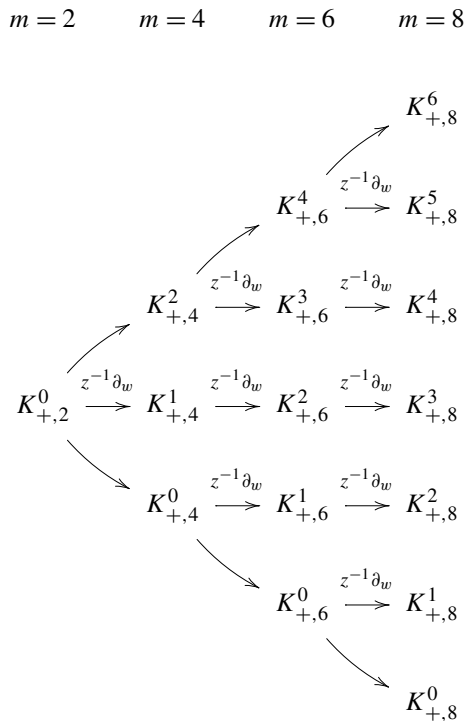 m = 2 m = 4 m = 6 m = 8
K^6_{+,8}
K^4_{+,6} z^{-1}∂_w K^5_{+,8}
K^2_{+,4} z^{-1}∂_w K^3_{+,6} z^{-1}∂_w K^4_{+,8}
K^0_{+,2} z^{-1}∂_w K^1_{+,4} z^{-1}∂_w K^2_{+,6} z^{-1}∂_w K^3_{+,8}
K^0_{+,4} z^{-1}∂_w K^1_{+,6} z^{-1}∂_w K^2_{+,8}
K^0_{+,6} z^{-1}∂_w K^1_{+,8}
K^0_{+,8}